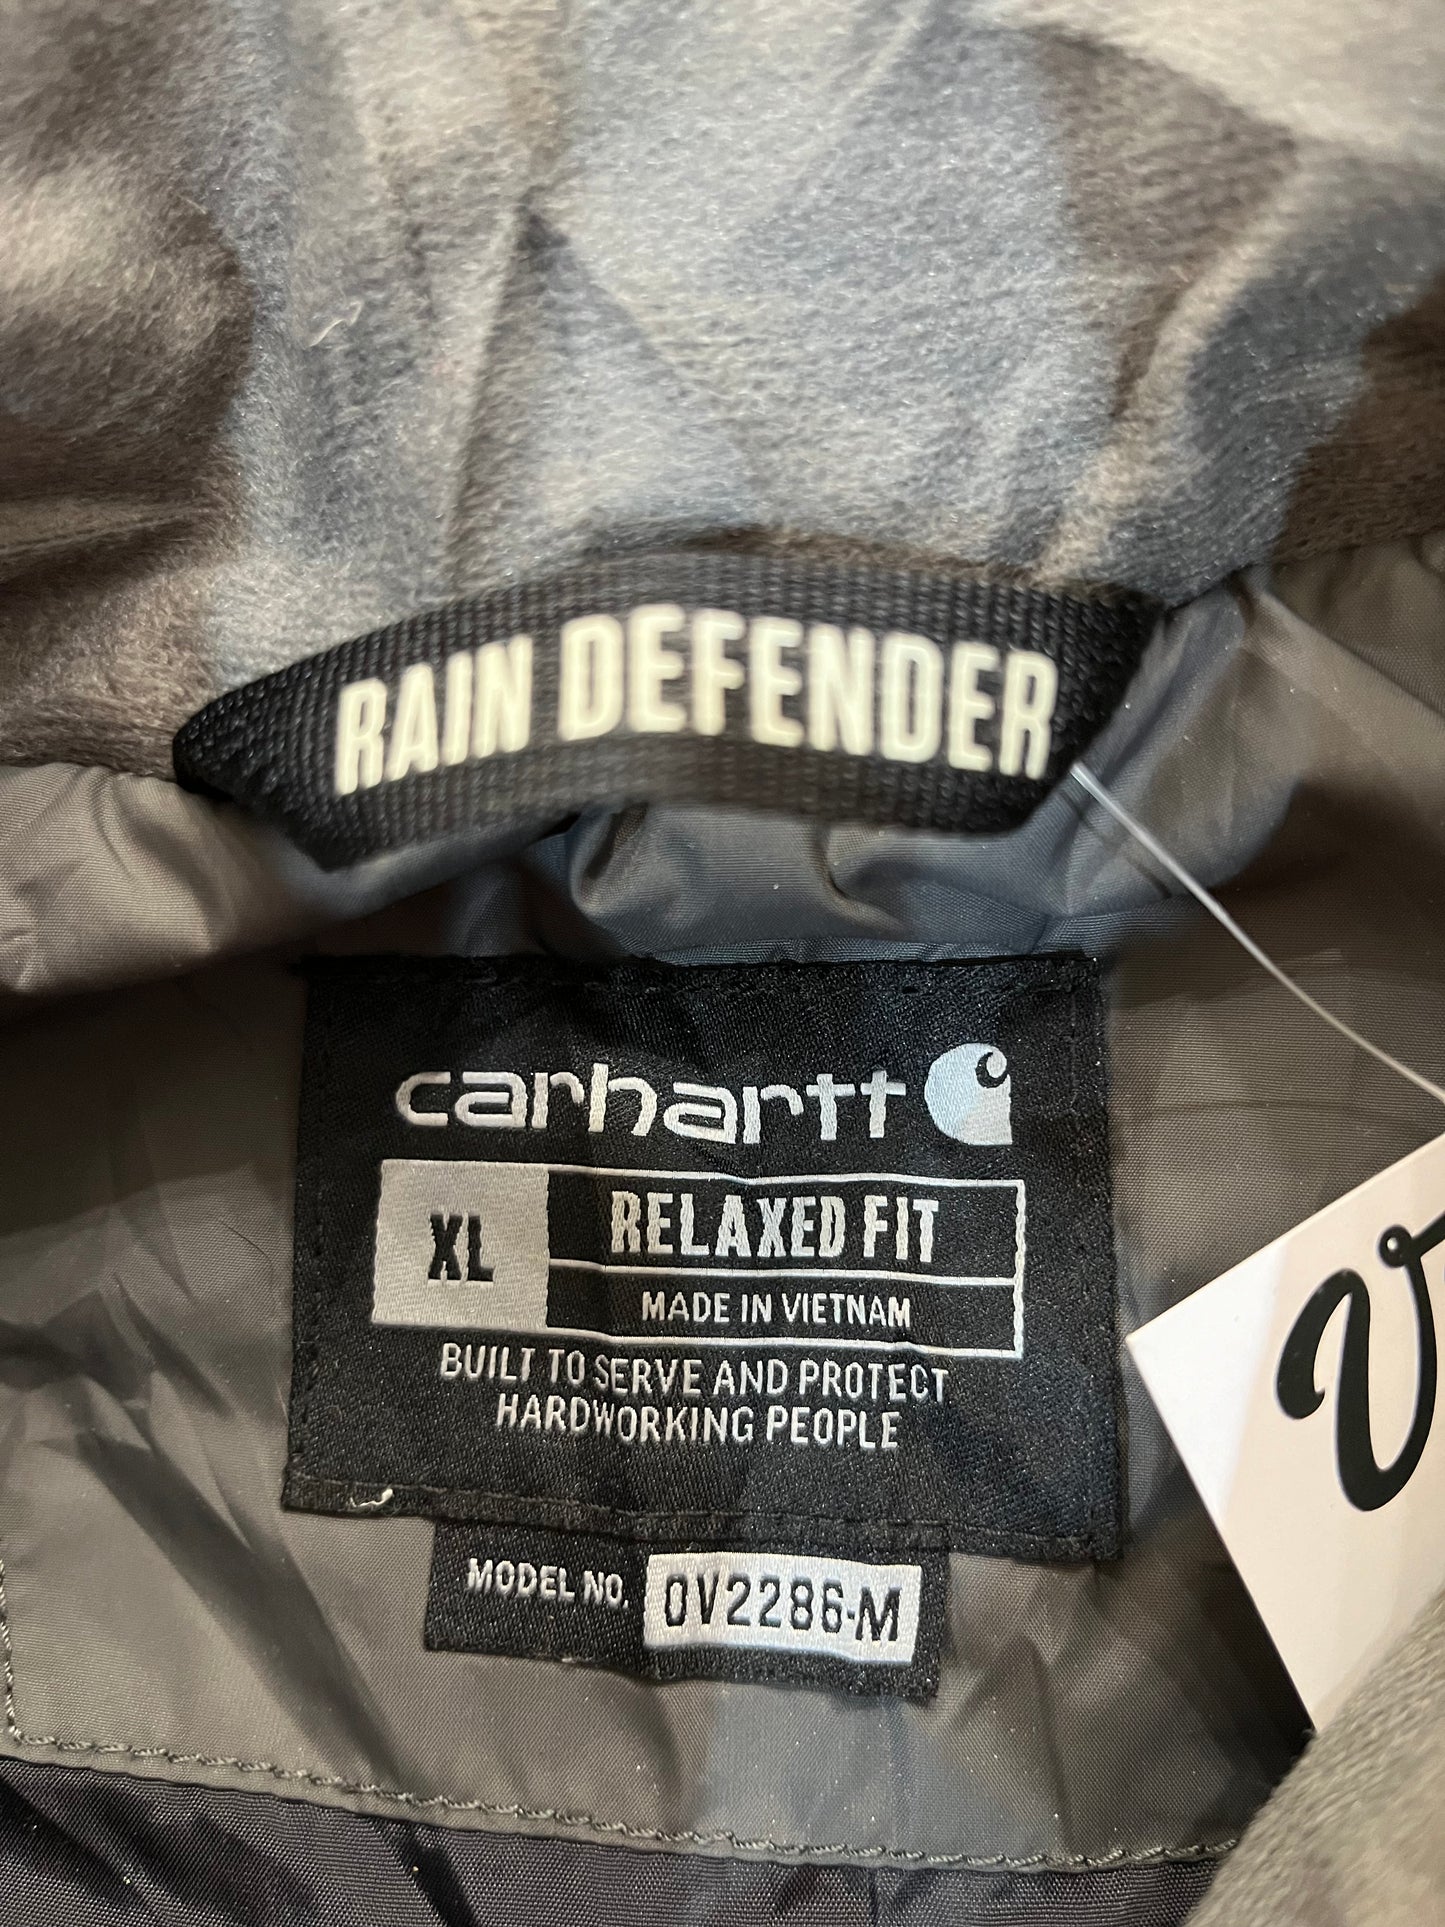 RAIN DEFENDER
carhartt
XL
RELAXED FIT
MADE IN VIETNAM
BUILT TO SERVE AND PROTECT
HARDWORKING PEOPLE
MODEL NO. OV2286-M